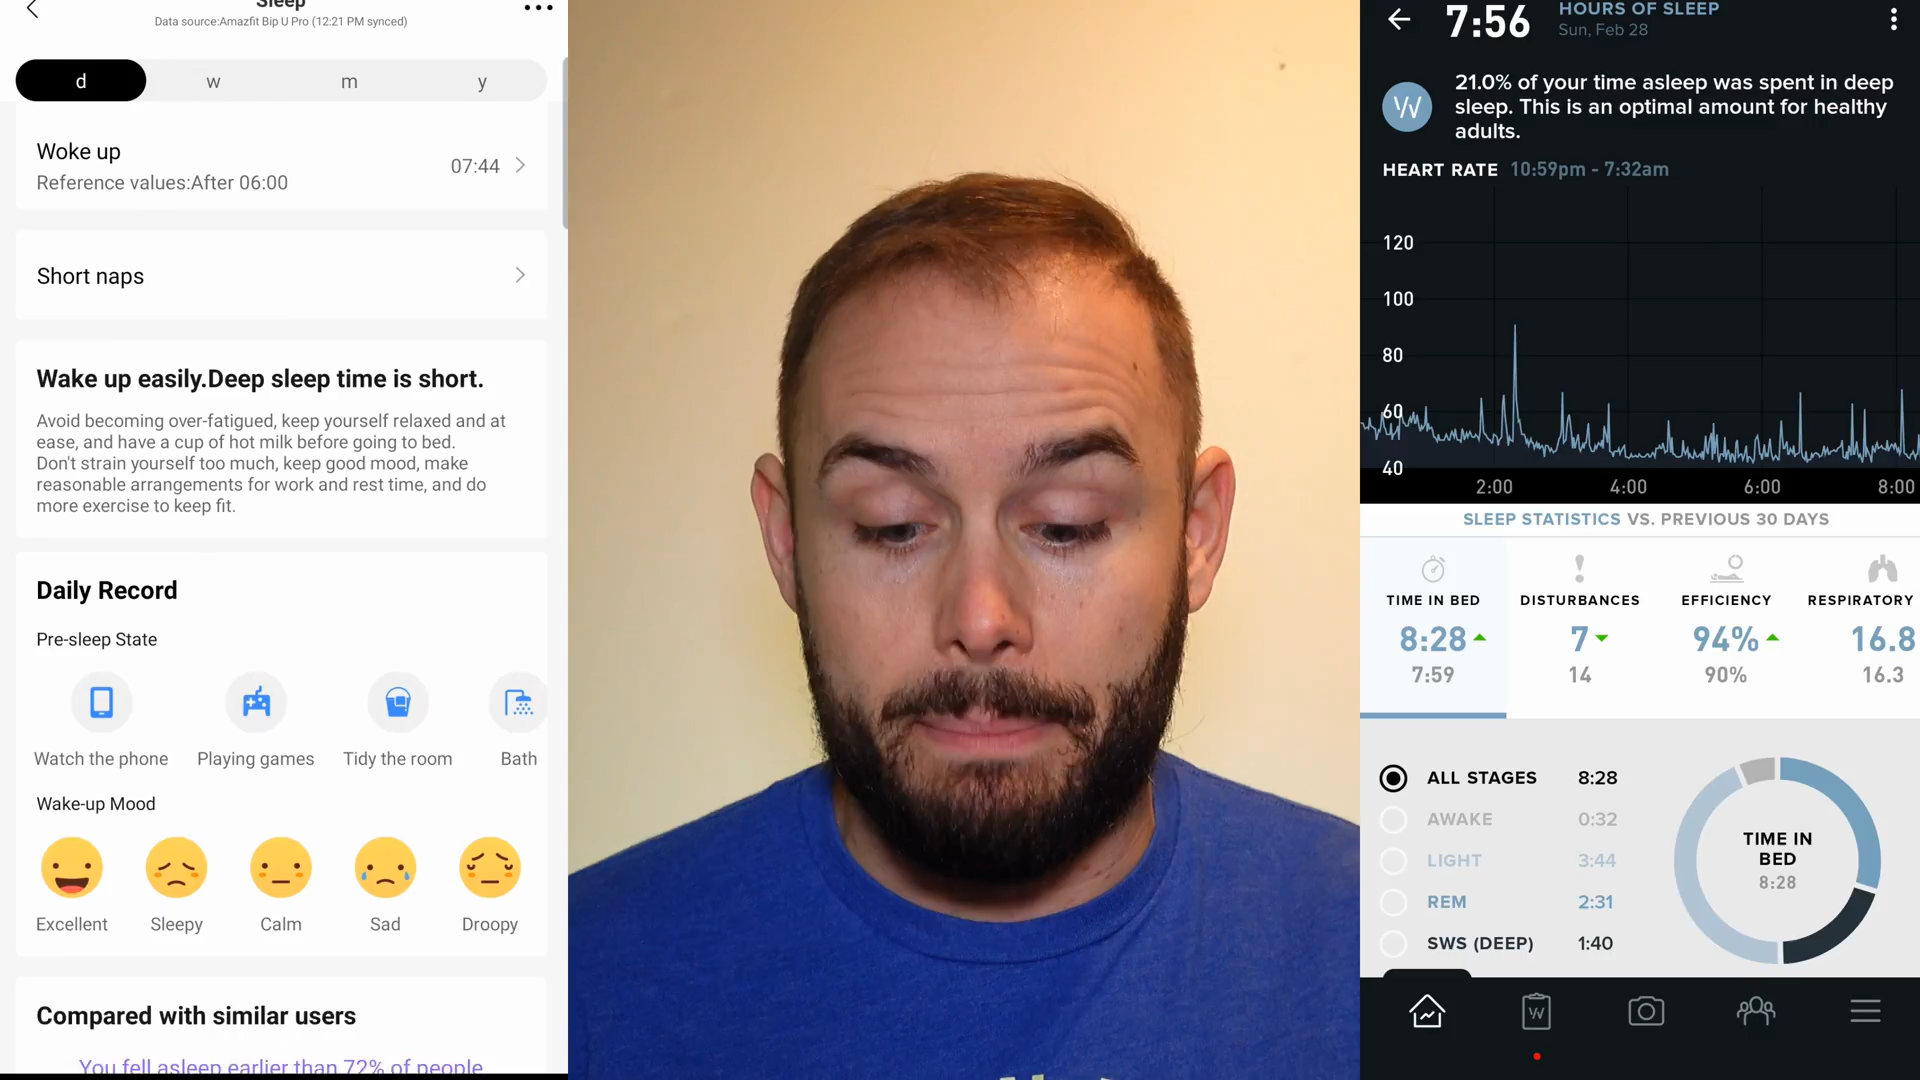 Sleep
Data source:Amazfit Bip U Pro (12:21 PM synced)
d
w
m
y
Woke up
Reference values:After 06:00
07:44
Short naps
Wake up easily.Deep sleep time is short.
Avoid becoming over-fatigued, keep yourself relaxed and at
ease, and have a cup of hot milk before going to bed.
Don't strain yourself too much, keep good mood, make
reasonable arrangements for work and rest time, and do
more exercise to keep fit.
Daily Record
Pre-sleep State
Watch the phone
Playing games
Tidy the room
Bath
Wake-up Mood
Excellent
Sleepy
Calm
Sad
Droopy
Compared with similar users
You fell asleep earlier than 72% of people
7:56
HOURS OF SLEEP
Sun, Feb 28
W
21.0% of your time asleep was spent in deep
sleep. This is an optimal amount for healthy
adults.
HEART RATE 10:59pm - 7:32am
120
100
80
60
40
2:00
4:00
6:00
8:00
SLEEP STATISTICS VS. PREVIOUS 30 DAYS
TIME IN BED
8:28
7:59
DISTURBANCES
7
14
EFFICIENCY
94%
90%
RESPIRATORY
16.8
16.3
ALL STAGES 8:28
AWAKE 0:32
LIGHT 3:44
REM 2:31
SWS (DEEP) 1:40
TIME IN
BED
8:28
W